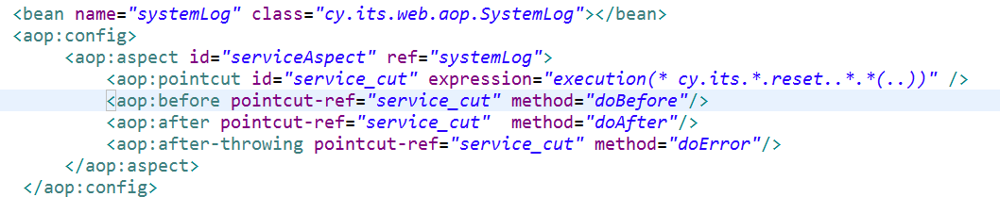 <bean name="systemLog" class="cy.its.web.aop.SystemLog"></bean>
<aop:config>
<aop:aspect id="serviceAspect" ref="systemLog">
<aop:pointcut id="service_cut" expression="execution(* cy.its.*.reset..*.*(..))" />
<aop:before pointcut-ref="service_cut" method="doBefore"/>
<aop:after pointcut-ref="service_cut"  method="doAfter"/>
<aop:after-throwing pointcut-ref="service_cut" method="doError"/>
</aop:aspect>
</aop:config>